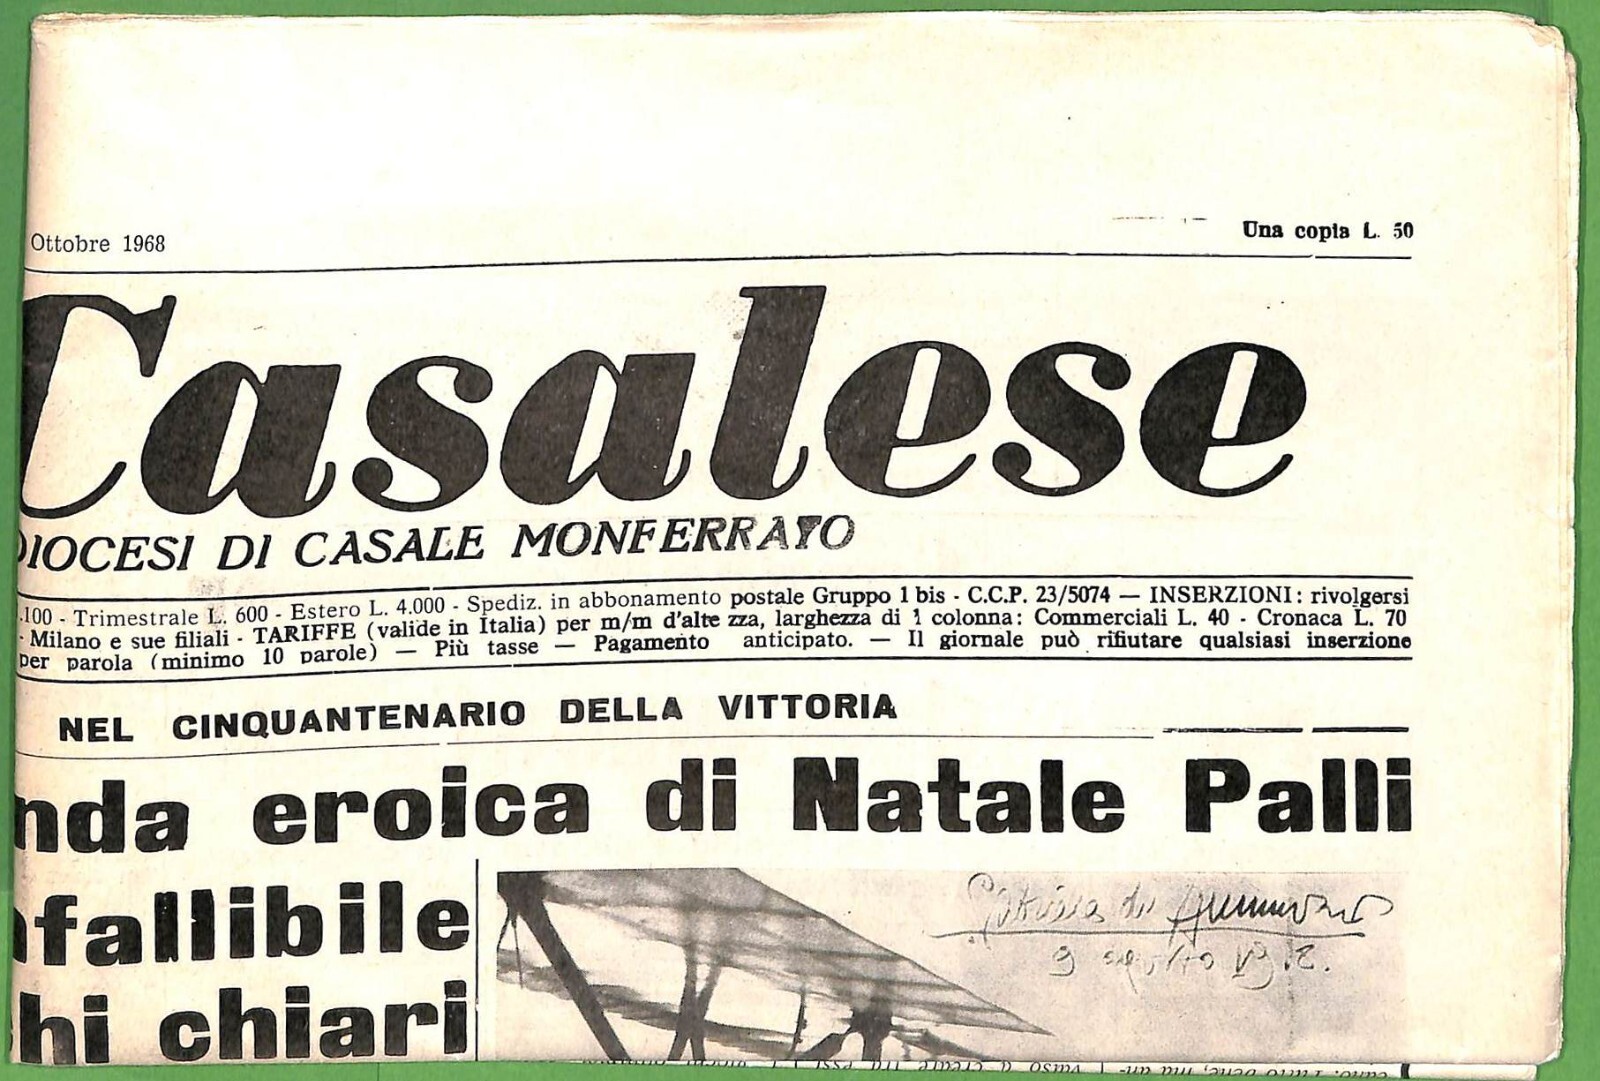 Ottobre 1968
Una copia L. 50
Casalese
DIOCESI DI CASALE MONFERRATO
.100 - Trimestrale L. 600 - Estero L. 4.000 - Spediz. in abbonamento postale Gruppo 1 bis - C.C.P. 23/5074 — INSERZIONI: rivolgersi
- Milano e sue filiali - TARIFFE (valide in Italia) per m/m d'alte zza, larghezza di 1 colonna: Commerciali L. 40 - Cronaca L. 70
per parola (minimo 10 parole) — Più tasse — Pagamento anticipato. — Il giornale può rifiutare qualsiasi inserzione
NEL CINQUANTENARIO DELLA VITTORIA
nda eroica di Natale Palli
nfallibile
hi chiari